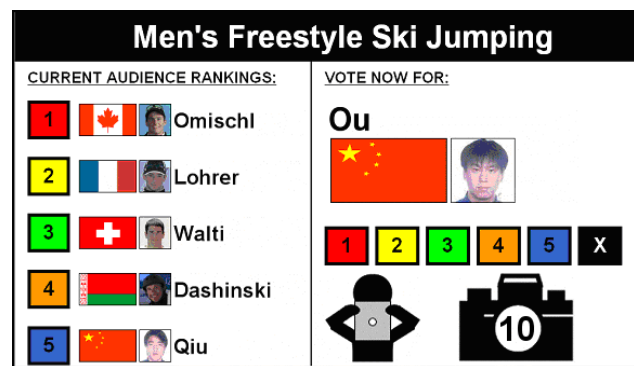 Men's Freestyle Ski Jumping
CURRENT AUDIENCE RANKINGS:
1 Omischl
2 Lohrer
3 Walti
4 Dashinski
5 Qiu
VOTE NOW FOR:
Ou
1 2 3 4 5 X
10